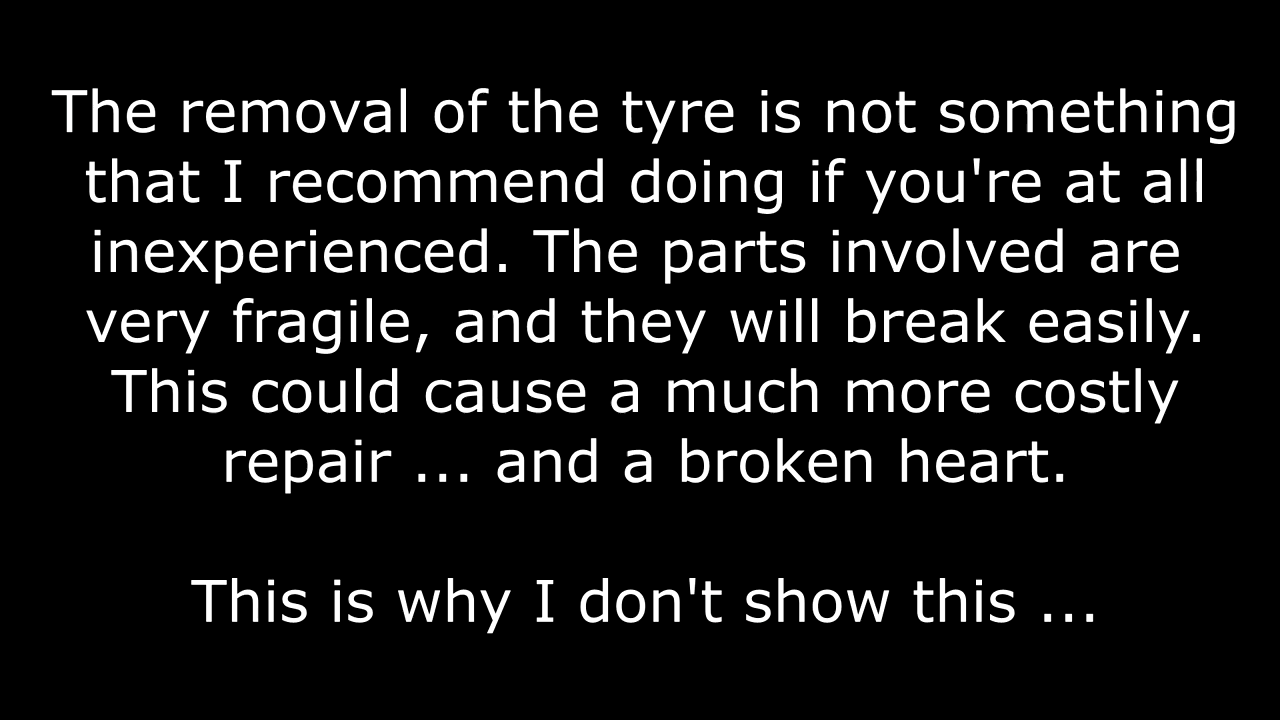 The removal of the tyre is not something
that I recommend doing if you're at all
inexperienced. The parts involved are
very fragile, and they will break easily.
This could cause a much more costly
repair ... and a broken heart.
This is why I don't show this ...